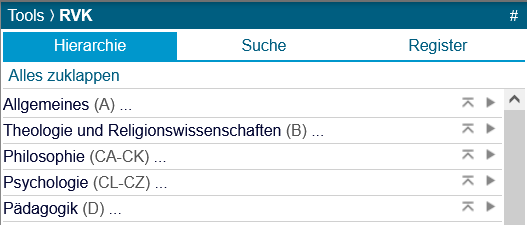 Tools 〉 RVK #
Hierarchie Suche Register
Alles zuklappen
Allgemeines (A) ...
Theologie und Religionswissenschaften (B) ...
Philosophie (CA-CK) ...
Psychologie (CL-CZ) ...
Pädagogik (D) ...